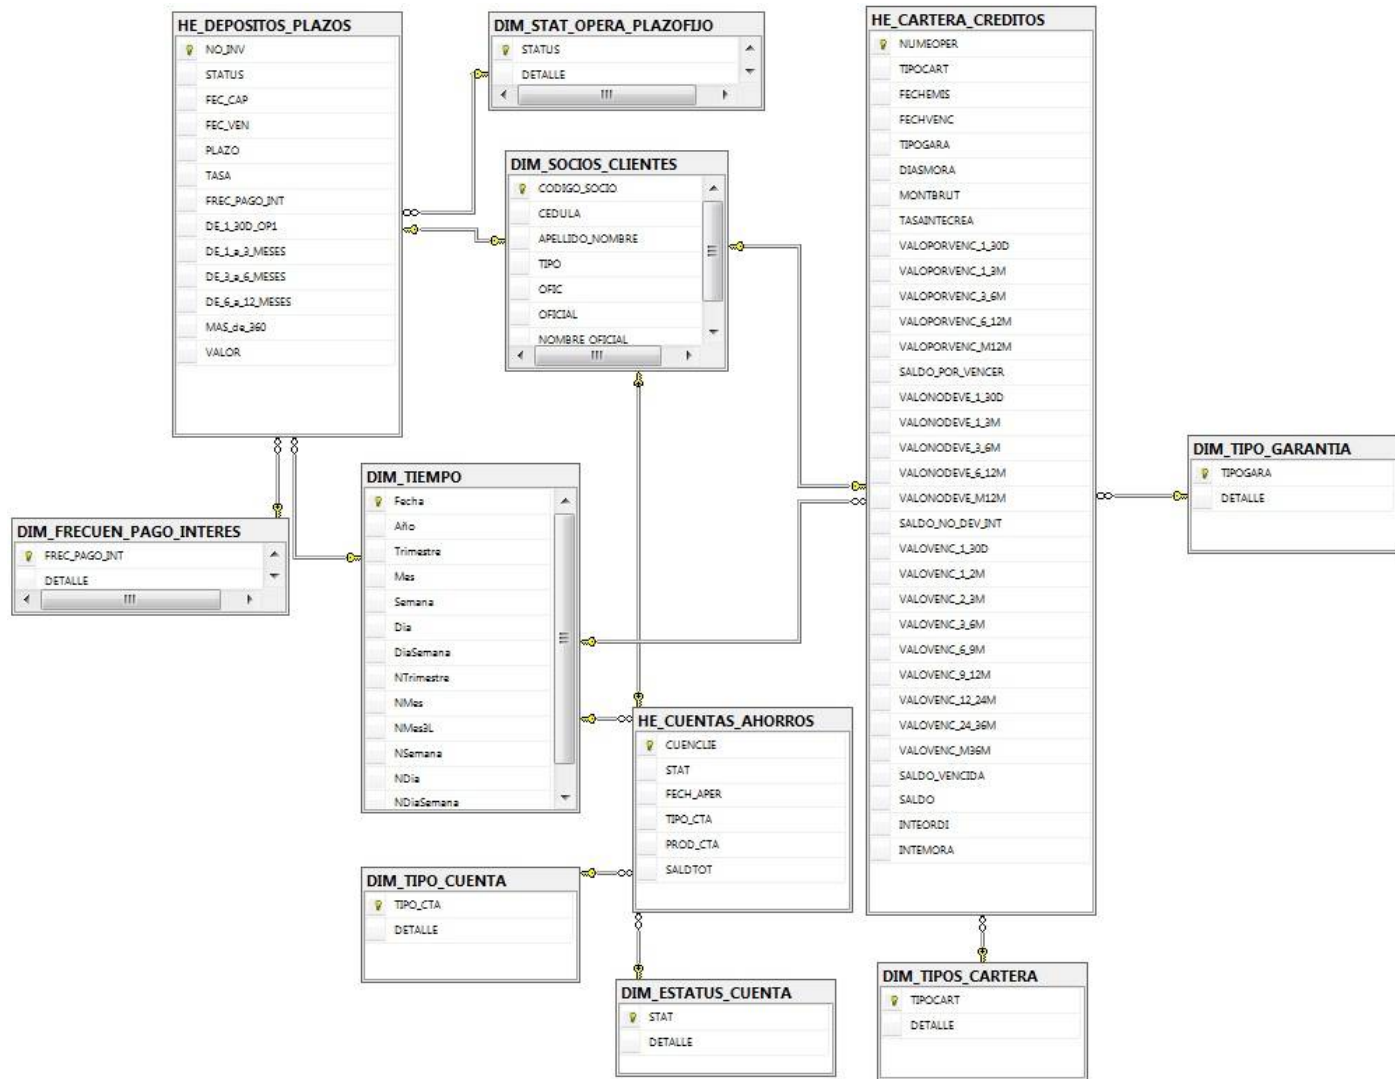 HE_DEPOSITOS_PLAZOS
NO_INV
STATUS
FEC_CAP
FEC_VEN
PLAZO
TASA
FREC_PAGO_INT
DE_1_30D_OP1
DE_1_a_3_MESES
DE_3_a_6_MESES
DE_6_a_12_MESES
MAS_de_360
VALOR
DIM_STAT_OPERA_PLAZOFIJO
STATUS
DETALLE
DIM_SOCIOS_CLIENTES
CODIGO_SOCIO
CEDULA
APELLIDO_NOMBRE
TIPO
OFIC
OFICIAL
NOMBRE_OFICIAL
HE_CARTERA_CREDITOS
NUMEOPER
TIPOCART
FECHEMIS
FECHVENC
TIPOGARA
DIASMORA
MONTBRUT
TASAINTECREA
VALOPORVENC_1_30D
VALOPORVENC_1_3M
VALOPORVENC_3_6M
VALOPORVENC_6_12M
VALOPORVENC_M12M
SALDO_POR_VENCER
VALONODEVE_1_30D
VALONODEVE_1_3M
VALONODEVE_3_6M
VALONODEVE_6_12M
VALONODEVE_M12M
SALDO_NO_DEV_INT
VALOVENC_1_30D
VALOVENC_1_2M
VALOVENC_2_3M
VALOVENC_3_6M
VALOVENC_6_9M
VALOVENC_9_12M
VALOVENC_12_24M
VALOVENC_24_36M
VALOVENC_M36M
SALDO_VENCIDA
SALDO
INTEORDI
INTEMORA
DIM_TIPO_GARANTIA
TIPOGARA
DETALLE
DIM_FRECUEN_PAGO_INTERES
FREC_PAGO_INT
DETALLE
DIM_TIEMPO
Fecha
Año
Trimestre
Mes
Semana
Dia
DiaSemana
NTrimestre
NMes
NMes3L
NSemana
NDia
NDiaSemana
HE_CUENTAS_AHORROS
CUENCLIE
STAT
FECH_APER
TIPO_CTA
PROD_CTA
SALDTOT
DIM_TIPO_CUENTA
TIPO_CTA
DETALLE
DIM_ESTATUS_CUENTA
STAT
DETALLE
DIM_TIPOS_CARTERA
TIPOCART
DETALLE